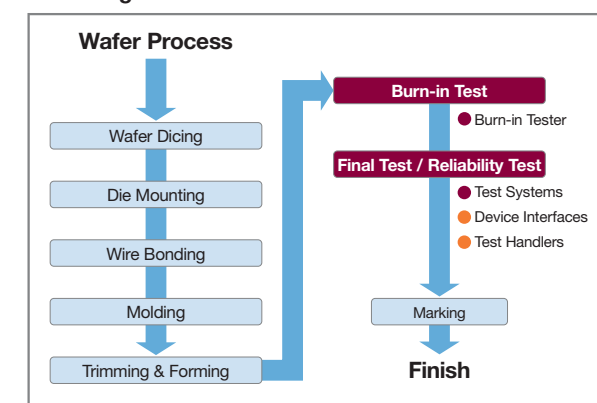 Wafer Process
Wafer Dicing
Die Mounting
Wire Bonding
Molding
Trimming & Forming
Burn-in Test
Burn-in Tester
Final Test / Reliability Test
Test Systems
Device Interfaces
Test Handlers
Marking
Finish